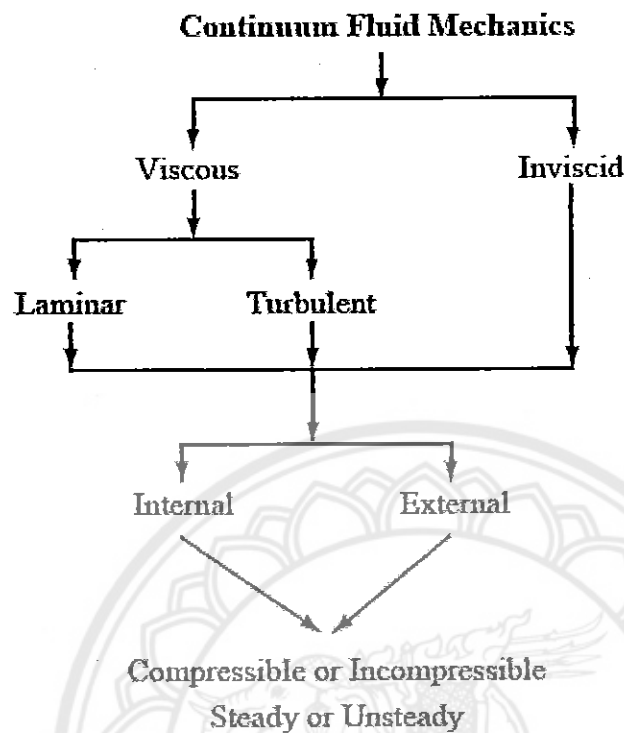 Continuum Fluid Mechanics
Viscous Inviscid
Laminar Turbulent
Internal External
Compressible or Incompressible
Steady or Unsteady